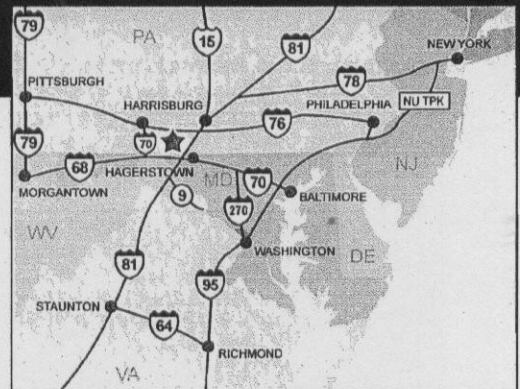 79
PA
15
81
NEW YORK
PITTSBURGH
78
HARRISBURG
PHILADELPHIA
NU TPK
76
79
70
68
HAGERSTOWN
MD
70
NJ
MORGANTOWN
9
270
BALTIMORE
WV
WASHINGTON
DE
81
95
STAUNTON
64
RICHMOND
VA